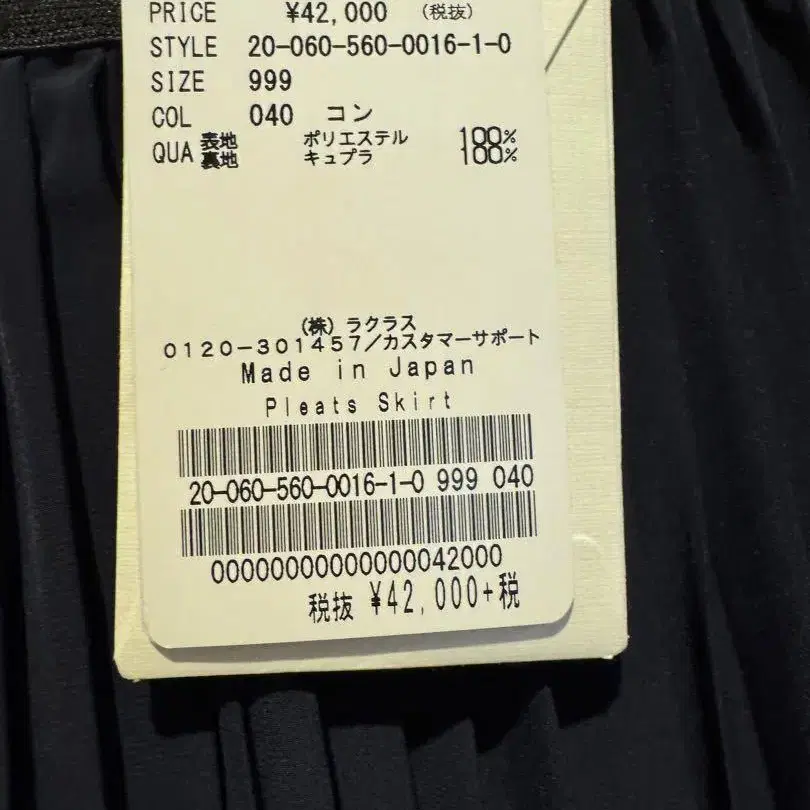 PRICE ¥42,000 (税抜)
STYLE 20-060-560-0016-1-0
SIZE 999
COL 040 コン
QUA 表地 ポリエステル 100%
裏地 キュプラ 100%
(株) ラクラス
0120-301457/カスタマーサポート
Made in Japan
Pleats Skirt
20-060-560-0016-1-0 999 040
00000000000000042000
税抜 ¥42,000+税